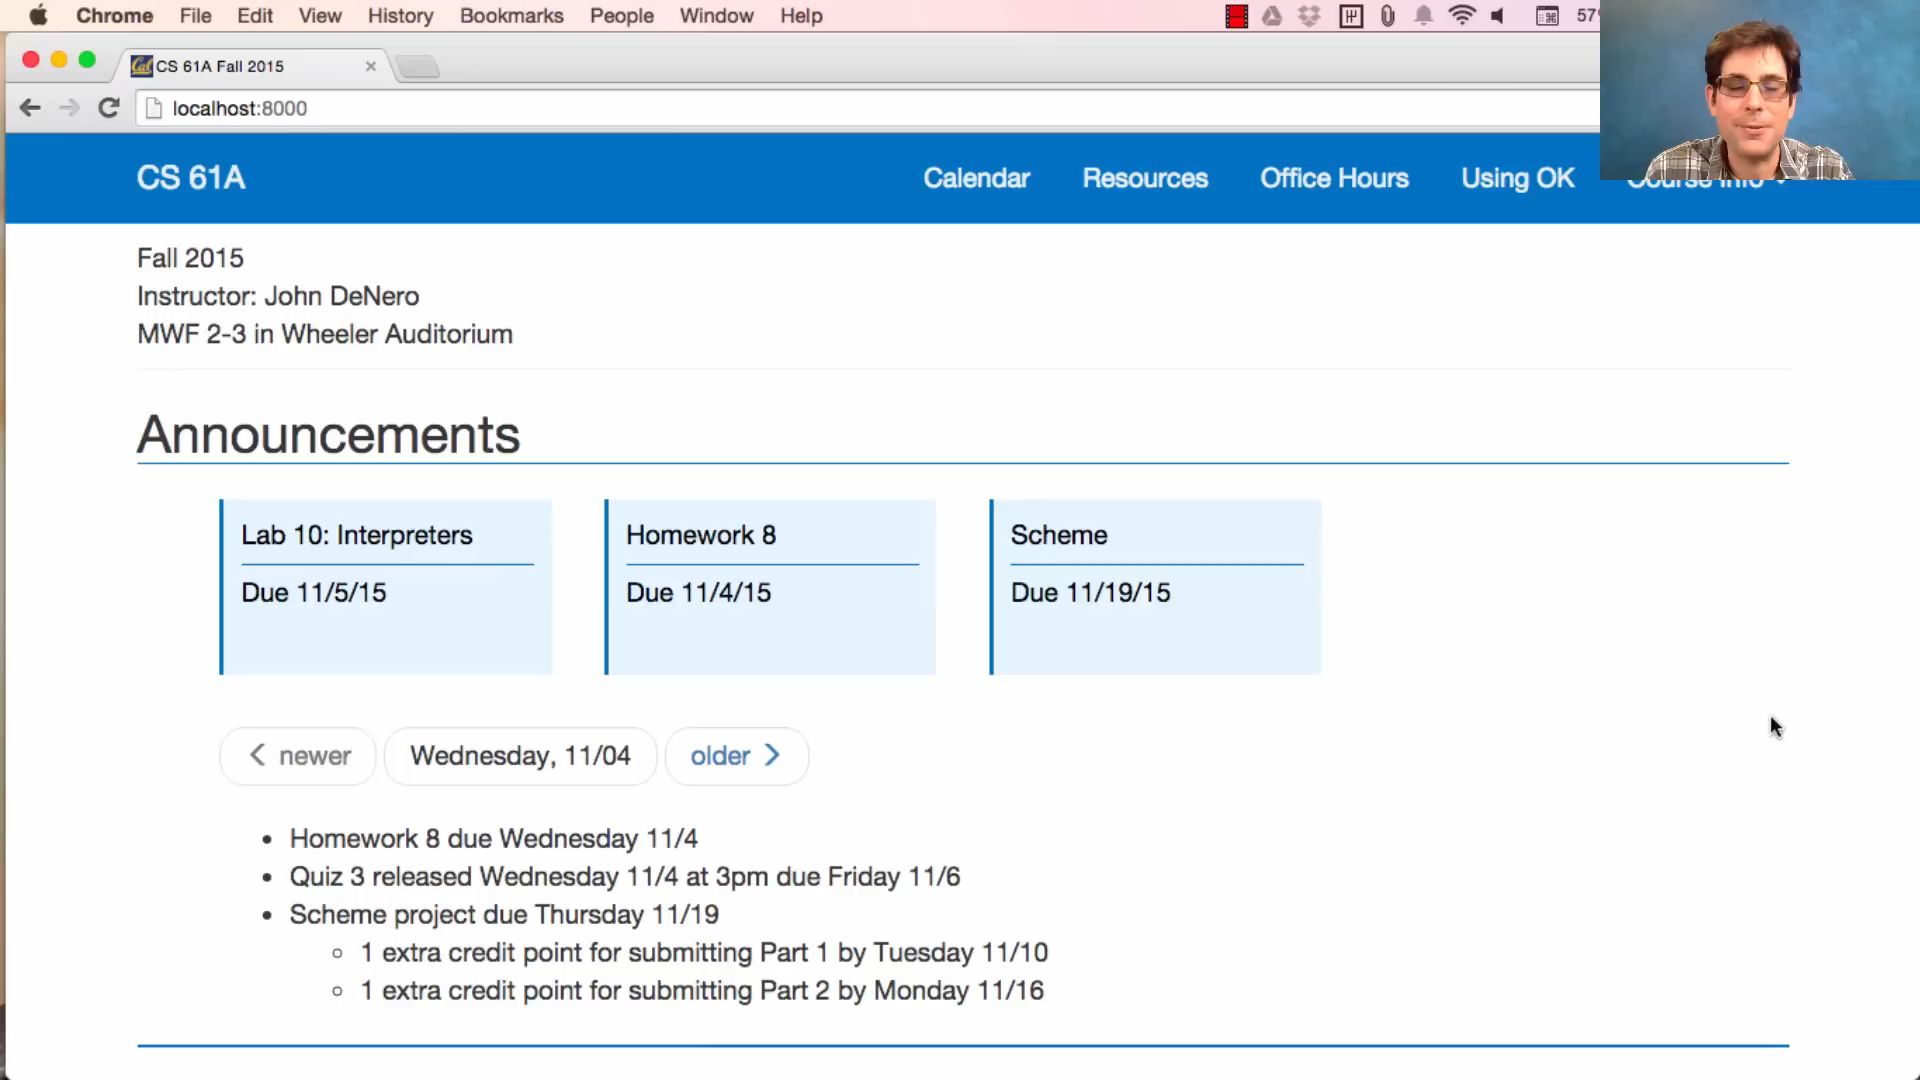 Chrome File Edit View History Bookmarks People Window Help 57
Cal CS 61A Fall 2015
localhost:8000
CS 61A Calendar Resources Office Hours Using OK Course Info
Fall 2015
Instructor: John DeNero
MWF 2-3 in Wheeler Auditorium
Announcements
Lab 10: Interpreters
Due 11/5/15
Homework 8
Due 11/4/15
Scheme
Due 11/19/15
newer Wednesday, 11/04 older
Homework 8 due Wednesday 11/4
Quiz 3 released Wednesday 11/4 at 3pm due Friday 11/6
Scheme project due Thursday 11/19
1 extra credit point for submitting Part 1 by Tuesday 11/10
1 extra credit point for submitting Part 2 by Monday 11/16